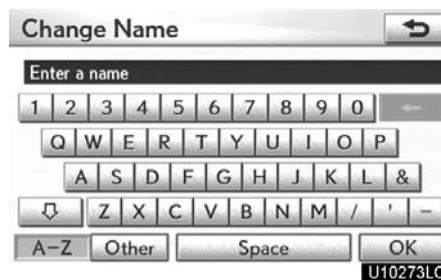 Change Name
Enter a name
1 2 3 4 5 6 7 8 9 0
Q W E R T Y U I O P
A S D F G H J K L &
Z X C V B N M / ' -
A-Z Other Space OK
U10273LC